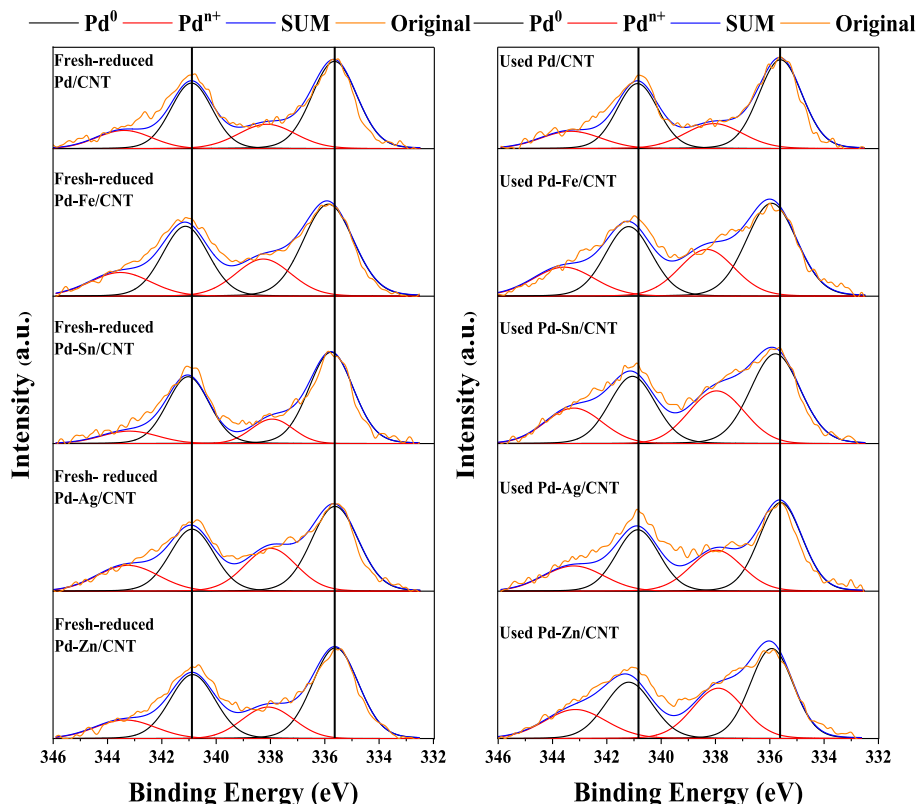 Pd⁰ Pdⁿ⁺ SUM Original Pd⁰ Pdⁿ⁺ SUM Original
Fresh-reduced
Pd/CNT
Fresh-reduced
Pd-Fe/CNT
Fresh-reduced
Pd-Sn/CNT
Fresh- reduced
Pd-Ag/CNT
Fresh-reduced
Pd-Zn/CNT
Intensity (a.u.)
346 344 342 340 338 336 334 332
Binding Energy (eV)
Used Pd/CNT
Used Pd-Fe/CNT
Used Pd-Sn/CNT
Used Pd-Ag/CNT
Used Pd-Zn/CNT
Intensity (a.u.)
346 344 342 340 338 336 334 332
Binding Energy (eV)